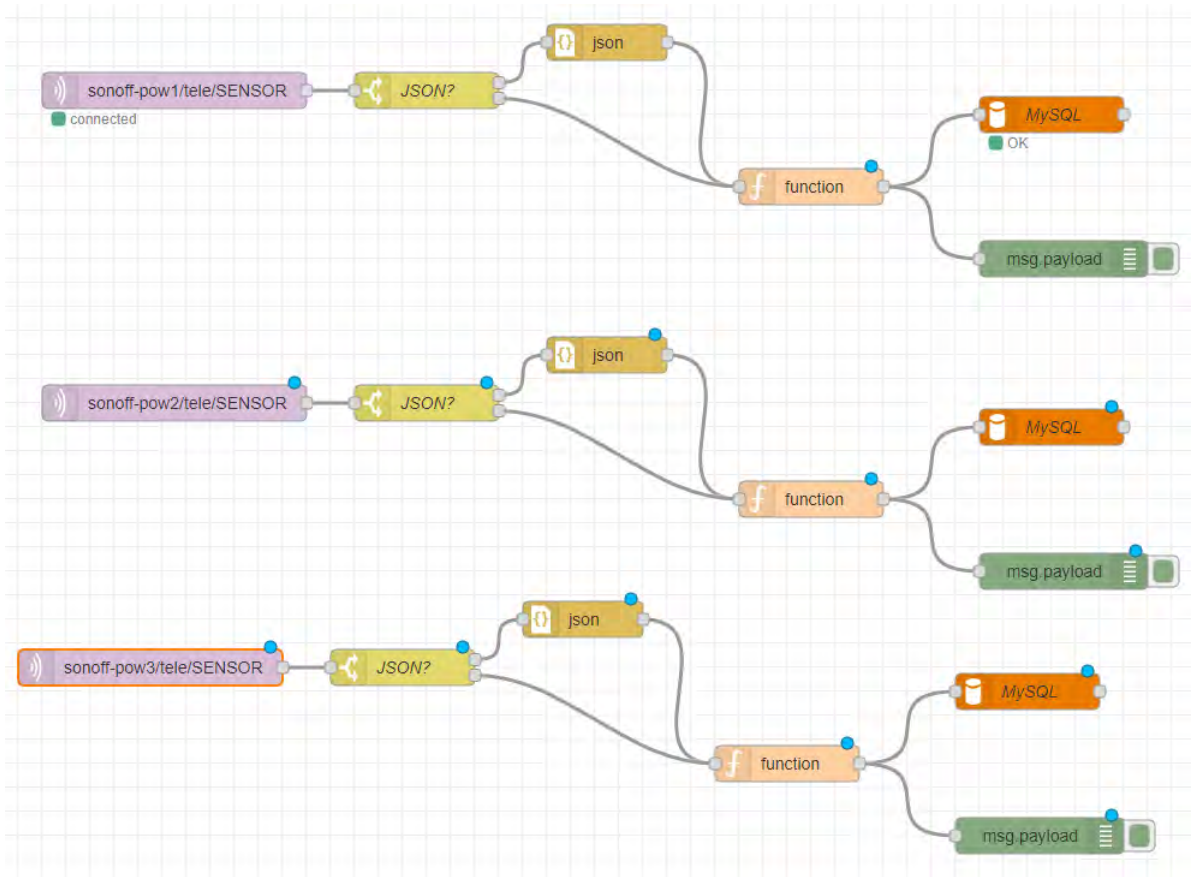 json
sonoff-pow1/tele/SENSOR
JSON?
connected
MySQL
OK
function
msg.payload
json
sonoff-pow2/tele/SENSOR
JSON?
MySQL
function
msg.payload
json
sonoff-pow3/tele/SENSOR
JSON?
MySQL
function
msg.payload